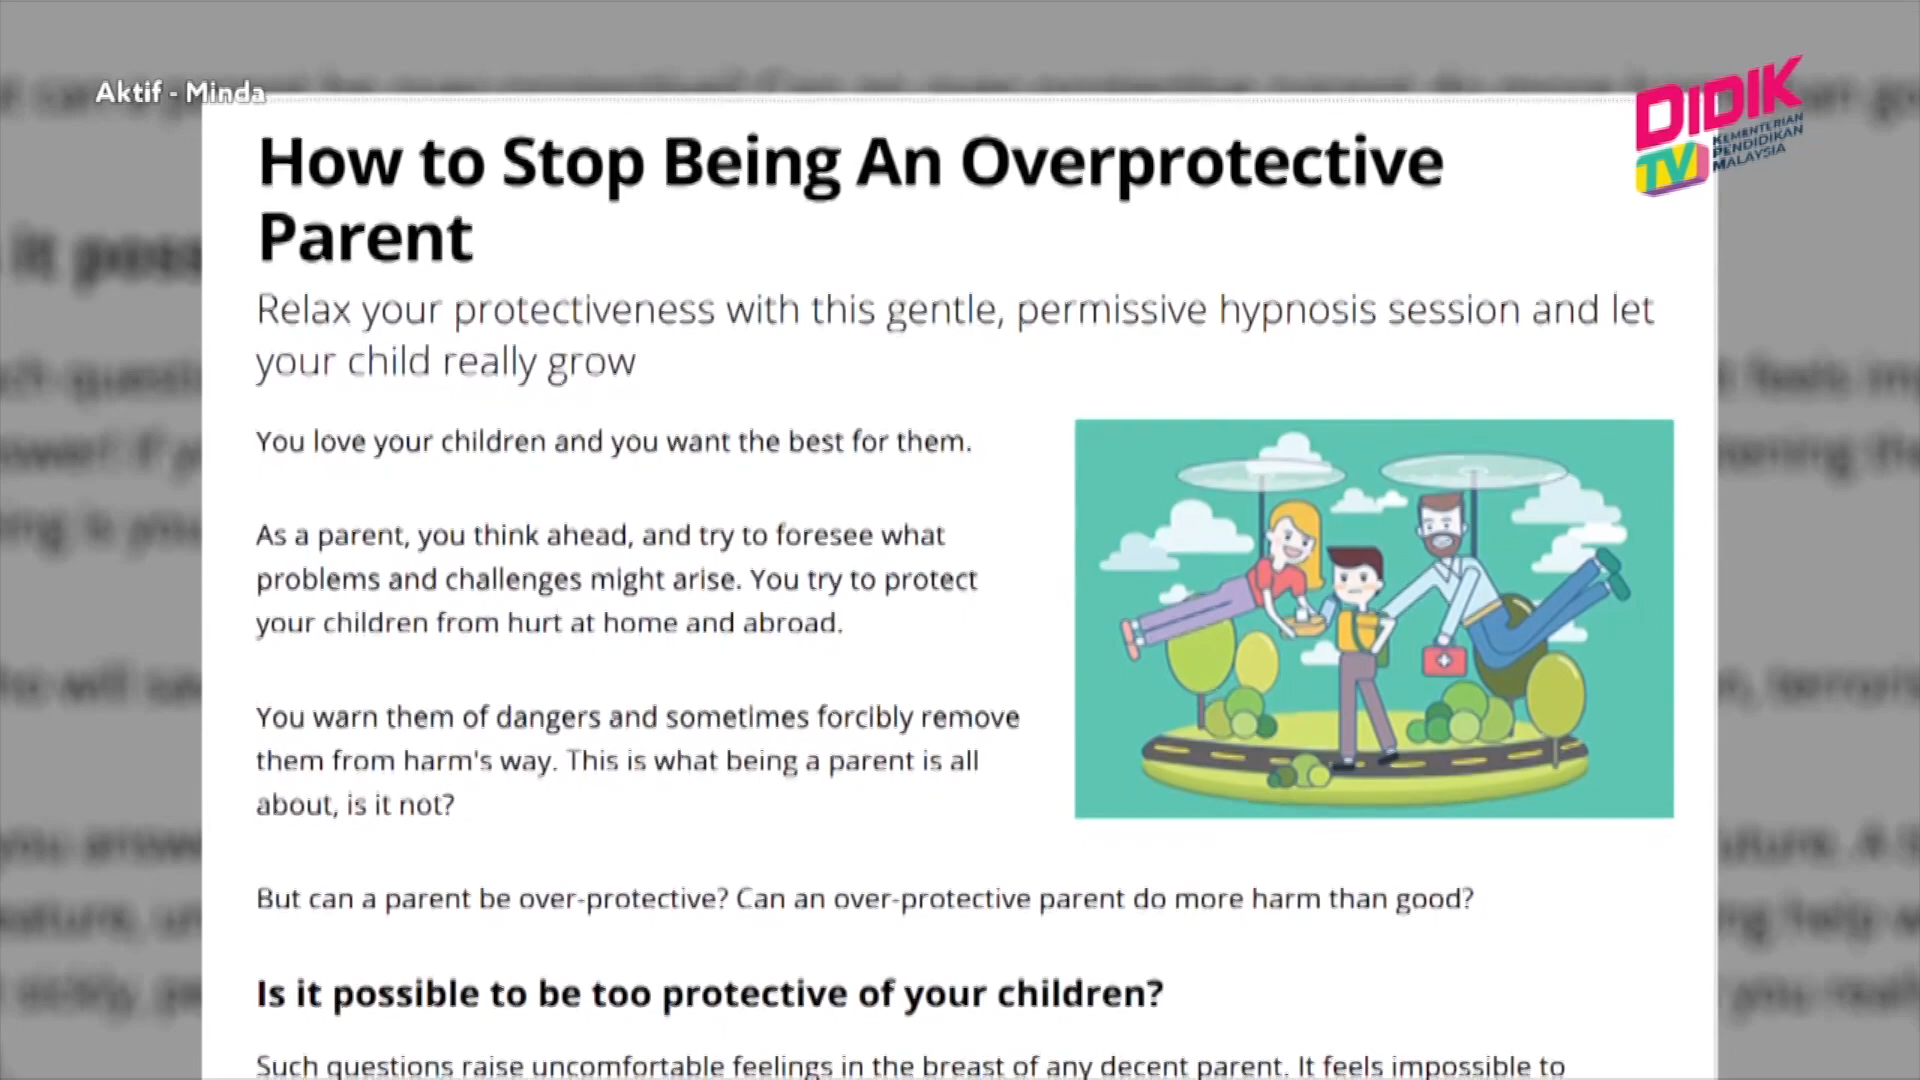 Aktif - Minda
DIDIK
TV
KEMENTERIAN
PENDIDIKAN
MALAYSIA
How to Stop Being An Overprotective
Parent
Relax your protectiveness with this gentle, permissive hypnosis session and let
your child really grow
You love your children and you want the best for them.
As a parent, you think ahead, and try to foresee what
problems and challenges might arise. You try to protect
your children from hurt at home and abroad.
You warn them of dangers and sometimes forcibly remove
them from harm's way. This is what being a parent is all
about, is it not?
But can a parent be over-protective? Can an over-protective parent do more harm than good?
Is it possible to be too protective of your children?
Such questions raise uncomfortable feelings in the breast of any decent parent. It feels impossible to